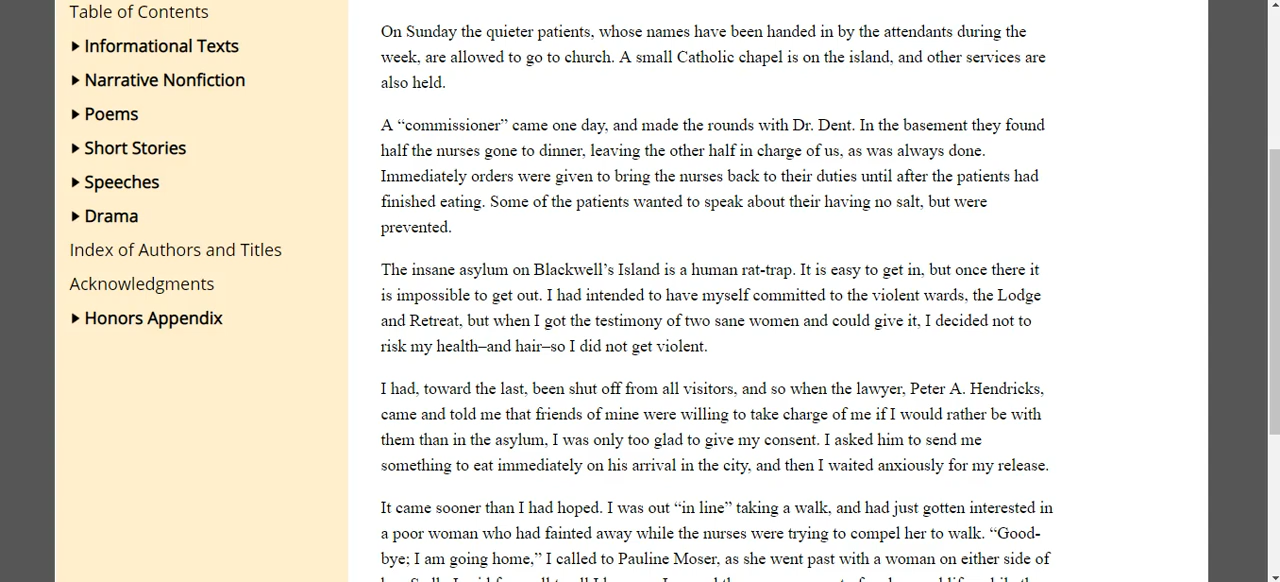 Table of Contents
Informational Texts
Narrative Nonfiction
Poems
Short Stories
Speeches
Drama
Index of Authors and Titles
Acknowledgments
Honors Appendix
On Sunday the quieter patients, whose names have been handed in by the attendants during the
week, are allowed to go to church. A small Catholic chapel is on the island, and other services are
also held.
A “commissioner” came one day, and made the rounds with Dr. Dent. In the basement they found
half the nurses gone to dinner, leaving the other half in charge of us, as was always done.
Immediately orders were given to bring the nurses back to their duties until after the patients had
finished eating. Some of the patients wanted to speak about their having no salt, but were
prevented.
The insane asylum on Blackwell’s Island is a human rat-trap. It is easy to get in, but once there it
is impossible to get out. I had intended to have myself committed to the violent wards, the Lodge
and Retreat, but when I got the testimony of two sane women and could give it, I decided not to
risk my health–and hair–so I did not get violent.
I had, toward the last, been shut off from all visitors, and so when the lawyer, Peter A. Hendricks,
came and told me that friends of mine were willing to take charge of me if I would rather be with
them than in the asylum, I was only too glad to give my consent. I asked him to send me
something to eat immediately on his arrival in the city, and then I waited anxiously for my release.
It came sooner than I had hoped. I was out “in line” taking a walk, and had just gotten interested in
a poor woman who had fainted away while the nurses were trying to compel her to walk. “Good-
bye; I am going home,” I called to Pauline Moser, as she went past with a woman on either side of